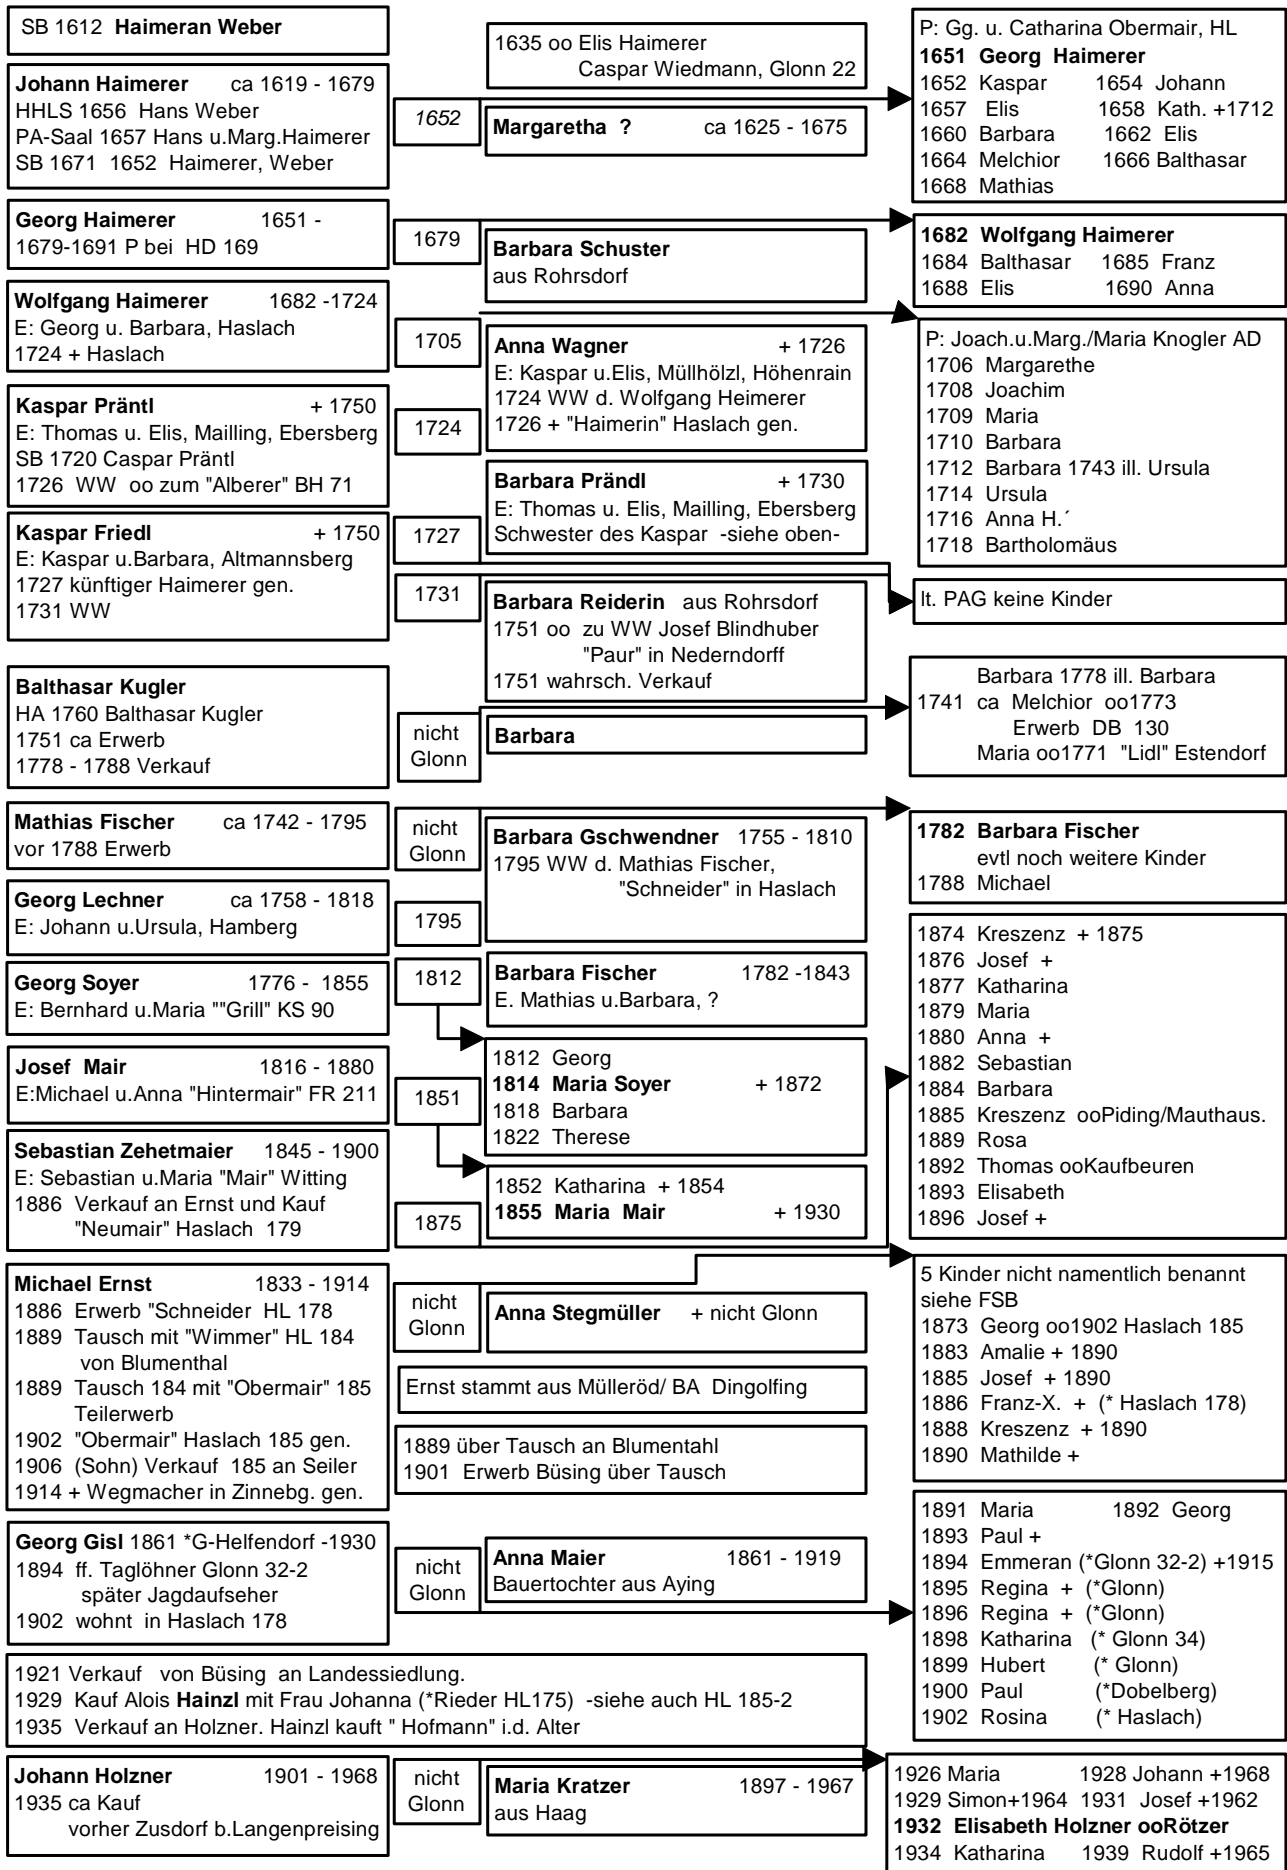 SB 1612 Haimeran Weber
1635 oo Elis Haimerer
Caspar Wiedmann, Glonn 22
P: Gg. u. Catharina Obermair, HL
1651 Georg Haimerer
1652 Kaspar 1654 Johann
1657 Elis 1658 Kath. +1712
1660 Barbara 1662 Elis
1664 Melchior 1666 Balthasar
1668 Mathias
Johann Haimerer ca 1619 - 1679
HHLS 1656 Hans Weber
PA-Saal 1657 Hans u.Marg.Haimerer
SB 1671 1652 Haimerer, Weber
1652
Margaretha ? ca 1625 - 1675
Georg Haimerer 1651 -
1679-1691 P bei HD 169
1679
Barbara Schuster
aus Rohrsdorf
1682 Wolfgang Haimerer
1684 Balthasar 1685 Franz
1688 Elis 1690 Anna
Wolfgang Haimerer 1682 -1724
E: Georg u. Barbara, Haslach
1724 + Haslach
1705
Anna Wagner + 1726
E: Kaspar u.Elis, Müllhölzl, Höhenrain
1724 WW d. Wolfgang Heimerer
1726 + "Haimerin" Haslach gen.
P: Joach.u.Marg./Maria Knogler AD
1706 Margarethe
1708 Joachim
1709 Maria
1710 Barbara
1712 Barbara 1743 ill. Ursula
1714 Ursula
1716 Anna H.´
1718 Bartholomäus
Kaspar Präntl + 1750
E: Thomas u. Elis, Mailling, Ebersberg
SB 1720 Caspar Präntl
1726 WW oo zum "Alberer" BH 71
1724
Barbara Prändl + 1730
E: Thomas u. Elis, Mailling, Ebersberg
Schwester des Kaspar -siehe oben-
Kaspar Friedl + 1750
E: Kaspar u.Barbara, Altmannsberg
1727 künftiger Haimerer gen.
1731 WW
1727
1731
Barbara Reiderin aus Rohrsdorf
1751 oo zu WW Josef Blindhuber
"Paur" in Nederndorff
1751 wahrsch. Verkauf
lt. PAG keine Kinder
Balthasar Kugler
HA 1760 Balthasar Kugler
1751 ca Erwerb
1778 - 1788 Verkauf
nicht
Glonn
Barbara
Barbara 1778 ill. Barbara
1741 ca Melchior oo1773
Erwerb DB 130
Maria oo1771 "Lidl" Estendorf
Mathias Fischer ca 1742 - 1795
vor 1788 Erwerb
nicht
Glonn
Barbara Gschwendner 1755 - 1810
1795 WW d. Mathias Fischer,
"Schneider" in Haslach
1782 Barbara Fischer
evtl noch weitere Kinder
1788 Michael
Georg Lechner ca 1758 - 1818
E: Johann u.Ursula, Hamberg
1795
Georg Soyer 1776 - 1855
E: Bernhard u.Maria ""Grill" KS 90
1812
Barbara Fischer 1782 -1843
E. Mathias u.Barbara, ?
1812 Georg
1814 Maria Soyer + 1872
1818 Barbara
1822 Therese
Josef Mair 1816 - 1880
E:Michael u.Anna "Hintermair" FR 211
1851
1852 Katharina + 1854
1855 Maria Mair + 1930
Sebastian Zehetmaier 1845 - 1900
E: Sebastian u.Maria "Mair" Witting
1886 Verkauf an Ernst und Kauf
"Neumair" Haslach 179
1875
1874 Kreszenz + 1875
1876 Josef +
1877 Katharina
1879 Maria
1880 Anna +
1882 Sebastian
1884 Barbara
1885 Kreszenz ooPiding/Mauthaus.
1889 Rosa
1892 Thomas ooKaufbeuren
1893 Elisabeth
1896 Josef +
Michael Ernst 1833 - 1914
1886 Erwerb "Schneider HL 178
1889 Tausch mit "Wimmer" HL 184
von Blumenthal
1889 Tausch 184 mit "Obermair" 185
Teilerwerb
1902 "Obermair" Haslach 185 gen.
1906 (Sohn) Verkauf 185 an Seiler
1914 + Wegmacher in Zinnebg. gen.
nicht
Glonn
Anna Stegmüller + nicht Glonn
Ernst stammt aus Mülleröd/ BA Dingolfing
1889 über Tausch an Blumentahl
1901 Erwerb Büsing über Tausch
5 Kinder nicht namentlich benannt
siehe FSB
1873 Georg oo1902 Haslach 185
1883 Amalie + 1890
1885 Josef + 1890
1886 Franz-X. + (* Haslach 178)
1888 Kreszenz + 1890
1890 Mathilde +
Georg Gisl 1861 *G-Helfendorf -1930
1894 ff. Taglöhner Glonn 32-2
später Jagdaufseher
1902 wohnt in Haslach 178
nicht
Glonn
Anna Maier 1861 - 1919
Bauertochter aus Aying
1891 Maria 1892 Georg
1893 Paul +
1894 Emmeran (*Glonn 32-2) +1915
1895 Regina + (*Glonn)
1896 Regina + (*Glonn)
1898 Katharina (* Glonn 34)
1899 Hubert (* Glonn)
1900 Paul (*Dobelberg)
1902 Rosina (* Haslach)
1921 Verkauf von Büsing an Landessiedlung.
1929 Kauf Alois Hainzl mit Frau Johanna (*Rieder HL175) -siehe auch HL 185-2
1935 Verkauf an Holzner. Hainzl kauft " Hofmann" i.d. Alter
Johann Holzner 1901 - 1968
1935 ca Kauf
vorher Zusdorf b.Langenpreising
nicht
Glonn
Maria Kratzer 1897 - 1967
aus Haag
1926 Maria 1928 Johann +1968
1929 Simon+1964 1931 Josef +1962
1932 Elisabeth Holzner ooRötzer
1934 Katharina 1939 Rudolf +1965